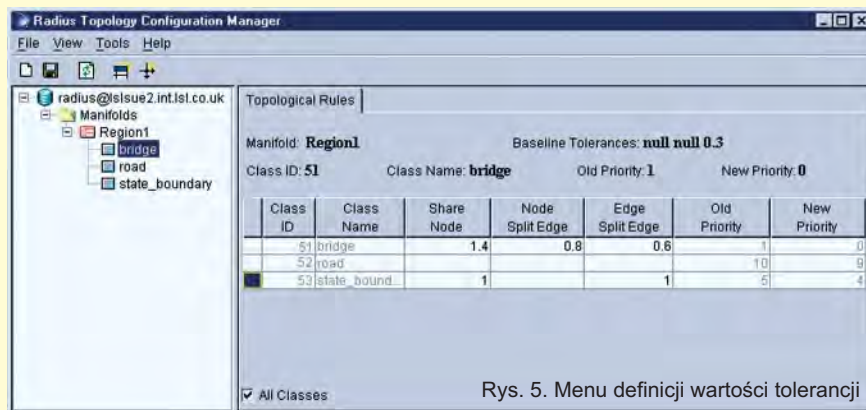 Radius Topology Configuration Manager
File View Tools Help
radius@lslsue2.int.lsl.co.uk
Manifolds
Region1
bridge
road
state_boundary
Topological Rules
Manifold: Region1 Baseline Tolerances: null null 0.3
Class ID: 51 Class Name: bridge Old Priority: 1 New Priority: 0
Class ID Class Name Share Node Node Split Edge Edge Split Edge Old Priority New Priority
51 bridge 1.4 0.8 0.6 1 0
52 road 10 9
53 state_bound... 1 1 5 4
All Classes
Rys. 5. Menu definicji wartości tolerancji